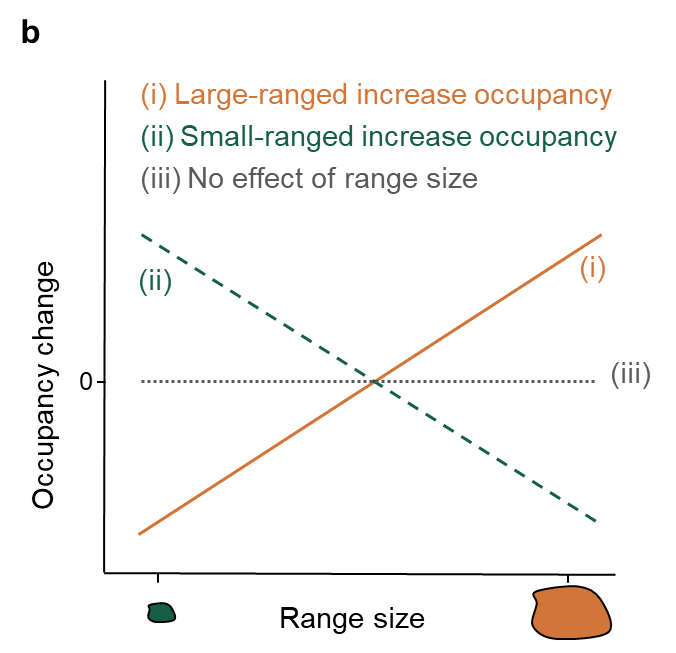 b
(i) Large-ranged increase occupancy
(ii) Small-ranged increase occupancy
(iii) No effect of range size
(ii)
(i)
(iii)
0
Occupancy change
Range size